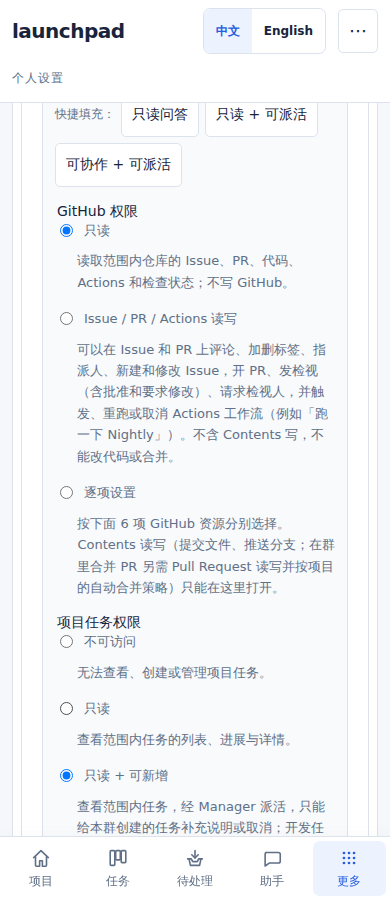 launchpad
中文
English
···
个人设置
快捷填充：
只读问答
只读 + 可派活
可协作 + 可派活
GitHub 权限
只读
读取范围内仓库的 Issue、PR、代码、
Actions 和检查状态；不写 GitHub。
Issue / PR / Actions 读写
可以在 Issue 和 PR 上评论、加删标签、指
派人、新建和修改 Issue，开 PR、发检视
（含批准和要求修改）、请求检视人，并触
发、重跑或取消 Actions 工作流（例如「跑
一下 Nightly」）。不含 Contents 写，不
能改代码或合并。
逐项设置
按下面 6 项 GitHub 资源分别选择。
Contents 读写（提交文件、推送分支；在群
里合并 PR 另需 Pull Request 读写并按项目
的自动合并策略）只能在这里打开。
项目任务权限
不可访问
无法查看、创建或管理项目任务。
只读
查看范围内任务的列表、进展与详情。
只读 + 可新增
查看范围内任务，经 Manager 派活，只能
给本群创建的任务补充说明或取消；开发任
项目
任务
待处理
助手
更多